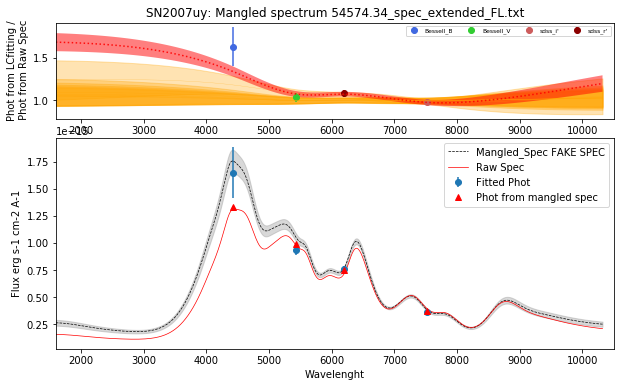 SN2007uy: Mangled spectrum 54574.34_spec_extended_FL.txt
Phot from LCfitting /
Phot from Raw Spec
1.5
1.0
Bessell_B
Bessell_V
sdss_i'
sdss_r'
2000 3000 4000 5000 6000 7000 8000 9000 10000
Flux erg s-1 cm-2 A-1
1.75
1.50
1.25
1.00
0.75
0.50
0.25
Mangled_Spec FAKE SPEC
Raw Spec
Fitted Phot
Phot from mangled spec
2000 3000 4000 5000 6000 7000 8000 9000 10000
Wavelenght